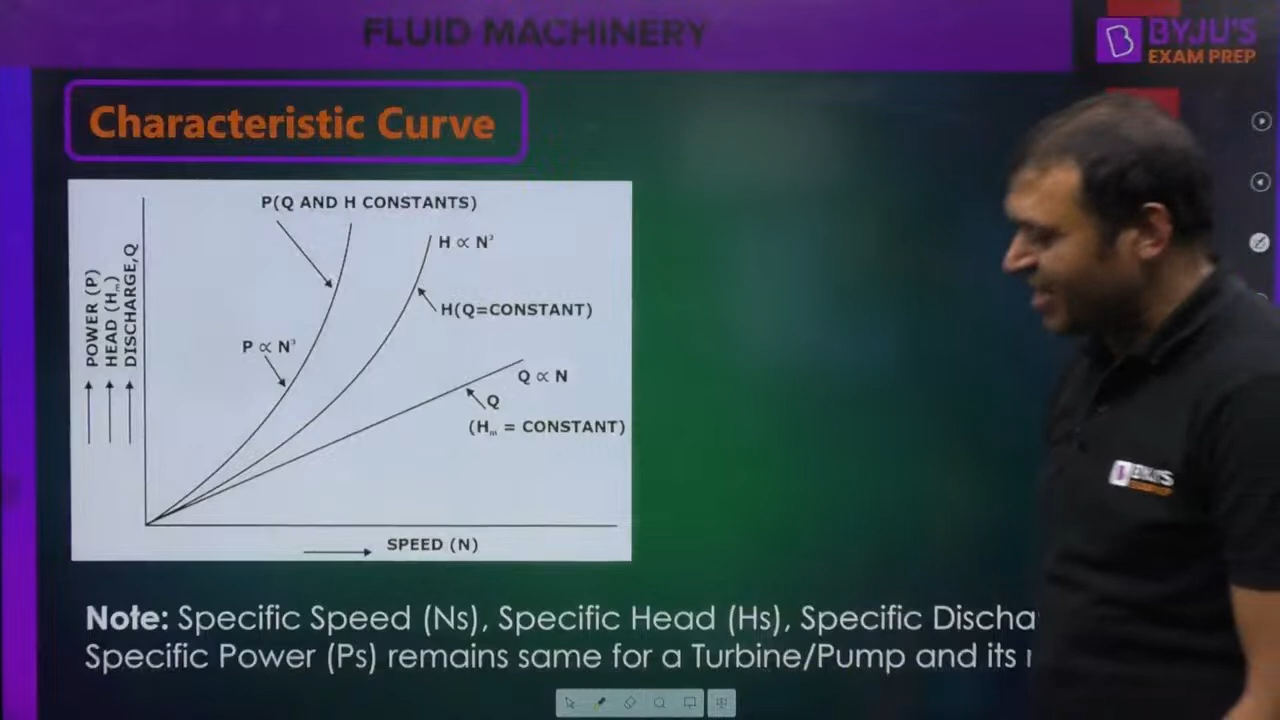 FLUID MACHINERY
BYJU'S
EXAM PREP
Characteristic Curve
P(Q AND H CONSTANTS)
H ∝ N²
H(Q=CONSTANT)
P ∝ N³
Q ∝ N
Q
(Hₘ = CONSTANT)
POWER (P)
HEAD (Hₘ)
DISCHARGE,Q
SPEED (N)
Note: Specific Speed (Ns), Specific Head (Hs), Specific
Specific Power (Ps) remains same for a Turbine/Pump and its
BYJU'S